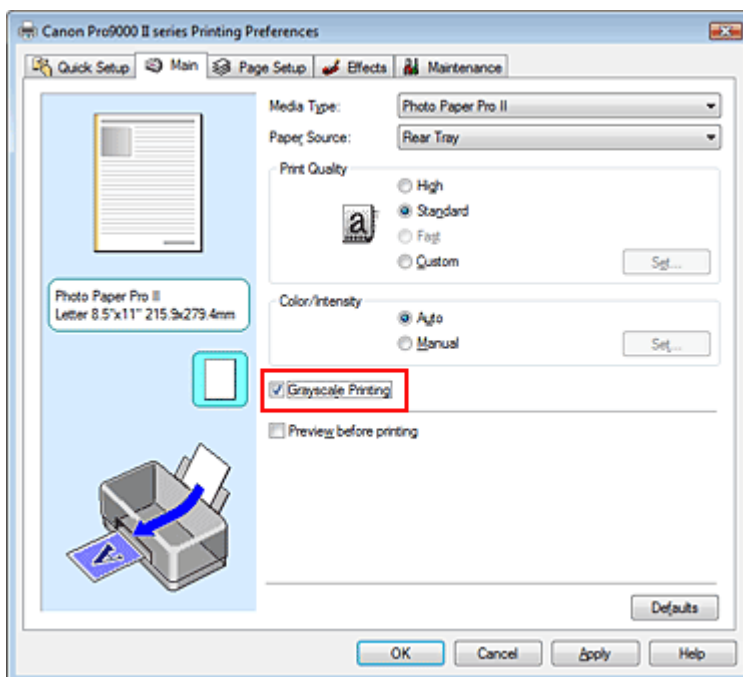 Canon Pro9000 II series Printing Preferences
Quick Setup Main Page Setup Effects Maintenance
Media Type: Photo Paper Pro II
Paper Source: Rear Tray
Print Quality
High
a Standard
Fast
Custom Set...
Photo Paper Pro II
Letter 8.5"x11" 215.9x279.4mm
Color/Intensity
Auto
Manual Set...
Grayscale Printing
Preview before printing
A
Defaults
OK Cancel Apply Help